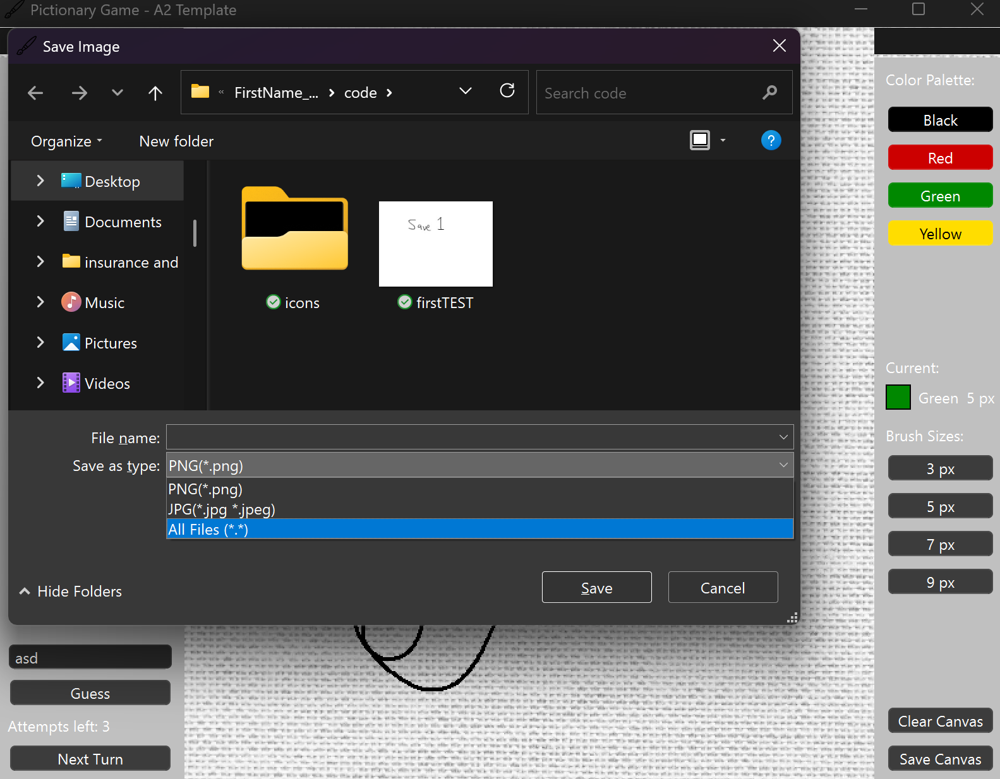 Pictionary Game - A2 Template
Save Image
« FirstName_... › code ›
Search code
Organize
New folder
?
Desktop
Documents
insurance and
Music
Pictures
Videos
Save 1
icons
firstTEST
File name:
Save as type: PNG(*.png)
PNG(*.png)
JPG(*.jpg *.jpeg)
All Files (*.*)
Hide Folders
Save
Cancel
asd
Guess
Attempts left: 3
Next Turn
Color Palette:
Black
Red
Green
Yellow
Current:
Green 5 px
Brush Sizes:
3 px
5 px
7 px
9 px
Clear Canvas
Save Canvas